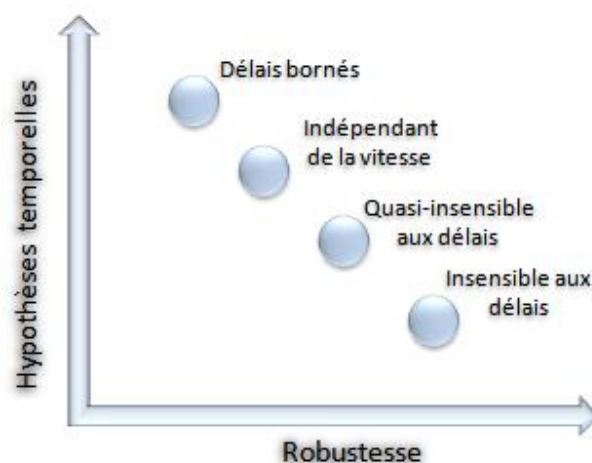 Délais bornés
Indépendant
de la vitesse
Quasi-insensible
aux délais
Insensible aux
délais
Hypothèses temporelles
Robustesse